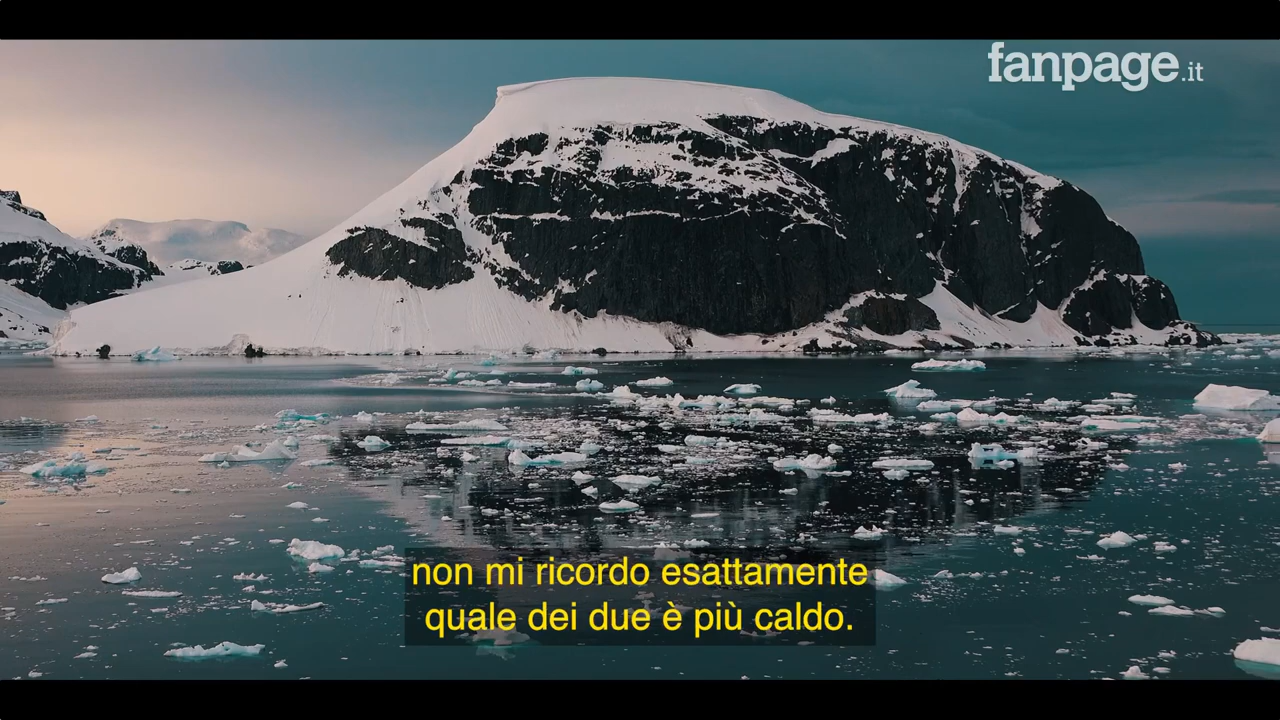 fanpage.it
non mi ricordo esattamente
quale dei due è più caldo.